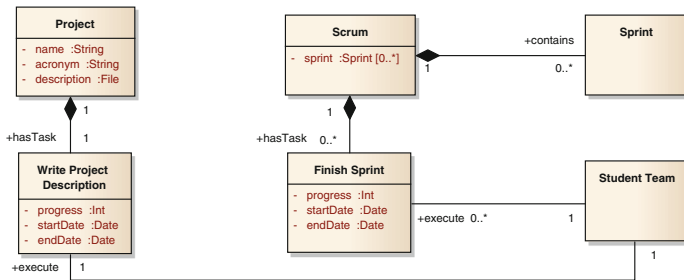 Project
- name :String
- acronym :String
- description :File
Scrum
- sprint :Sprint [0..*]
Sprint
+contains
1
0..*
1
+hasTask
1
1
+hasTask
0..*
Write Project
Description
- progress :Int
- startDate :Date
- endDate :Date
Finish Sprint
- progress :Int
- startDate :Date
- endDate :Date
Student Team
+execute 0..*
1
+execute
1
1